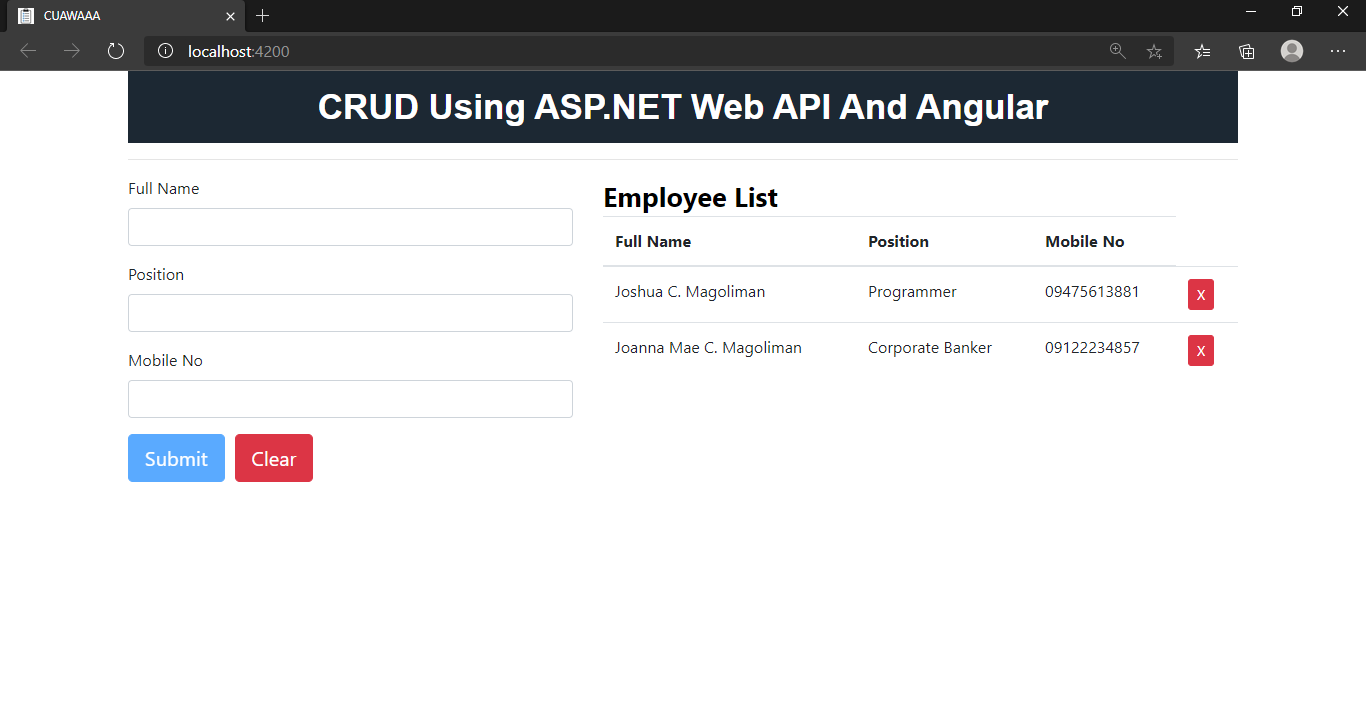 CUAWAAA
localhost:4200
CRUD Using ASP.NET Web API And Angular
Full Name
Position
Mobile No
Submit Clear
Employee List
Full Name Position Mobile No
Joshua C. Magoliman Programmer 09475613881 X
Joanna Mae C. Magoliman Corporate Banker 09122234857 X